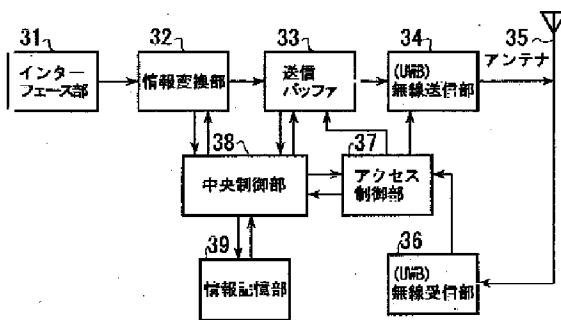 31
インター
フェース部
32
情報変換部
33
送信
バッファ
34
(UWB)
無線送信部
35
アンテナ
38
中央制御部
37
アクセス
制御部
39
情報記憶部
36
(UWB)
無線受信部